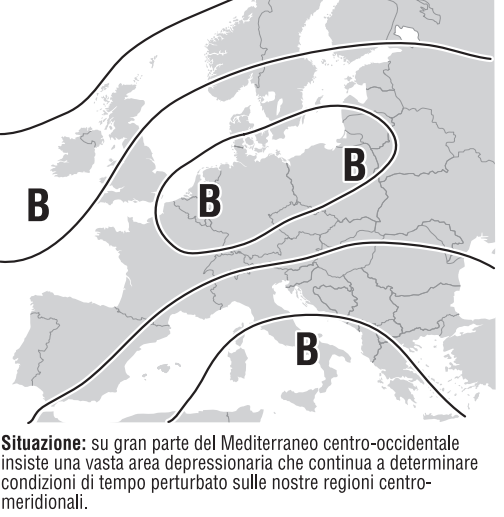 B
B
B
B
Situazione: su gran parte del Mediterraneo centro-occidentale
insiste una vasta area depressionaria che continua a determinare
condizioni di tempo perturbato sulle nostre regioni centro-
meridionali.